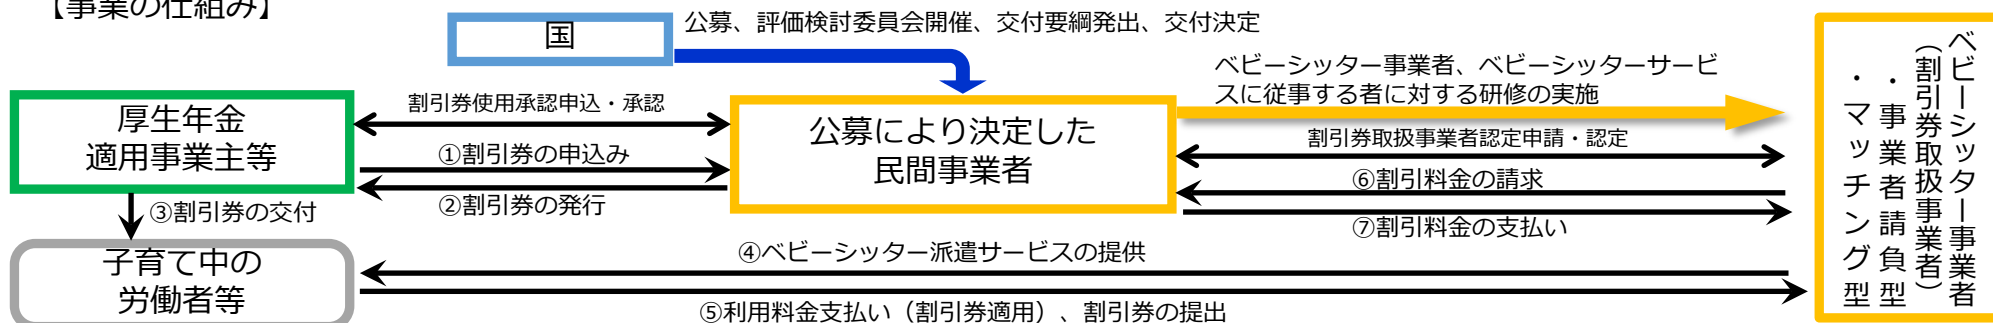 【事業の仕組み】
国
公募、評価検討委員会開催、交付要綱発出、交付決定
厚生年金
適用事業主等
割引券使用承認申込・承認
①割引券の申込み
②割引券の発行
③割引券の交付
公募により決定した
民間事業者
ベビーシッター事業者、ベビーシッターサービ
スに従事する者に対する研修の実施
割引券取扱事業者認定申請・認定
⑥割引料金の請求
⑦割引料金の支払い
ベビーシッター事業者
（割引券取扱事業者）
・事業者請負型
・マッチング型
子育て中の
労働者等
④ベビーシッター派遣サービスの提供
⑤利用料金支払い（割引券適用）、割引券の提出